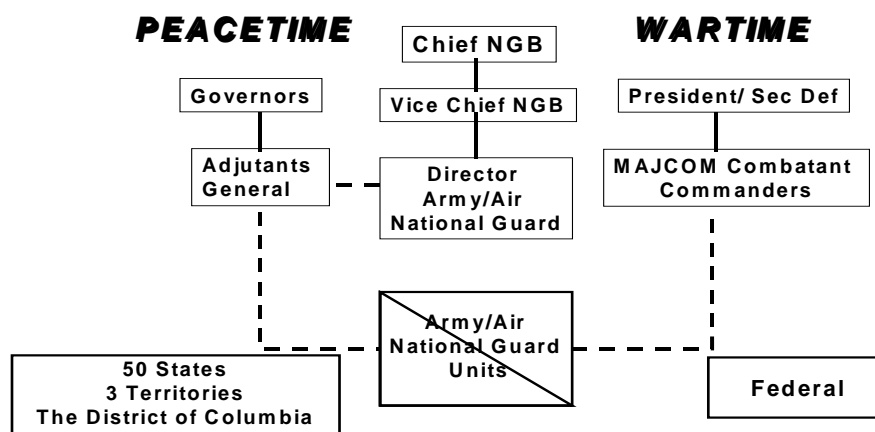 PEACETIME
WARTIME
Chief NGB
Governors
Vice Chief NGB
President/ Sec Def
Adjutants
General
Director
Army/Air
National Guard
MAJCOM Combatant
Commanders
Army/Air
National Guard
Units
50 States
3 Territories
The District of Columbia
Federal